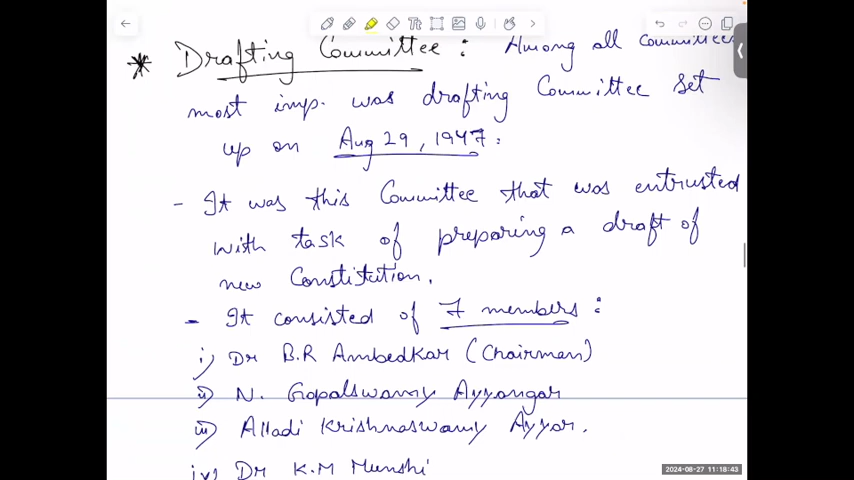 * Drafting Committee : Among all Committees
most imp. was drafting Committee set
up on Aug 29, 1947.
- It was this Committee that was entrusted
with task of preparing a draft of
new Constitution.
- It consisted of 7 members :
i) Dr B.R Ambedkar (Chairman)
ii) N. Gopalswamy Ayyangar
iii) Alladi Krishnaswamy Ayyar.
iv) Dr K.M Munshi
2024-08-27 11:18:43